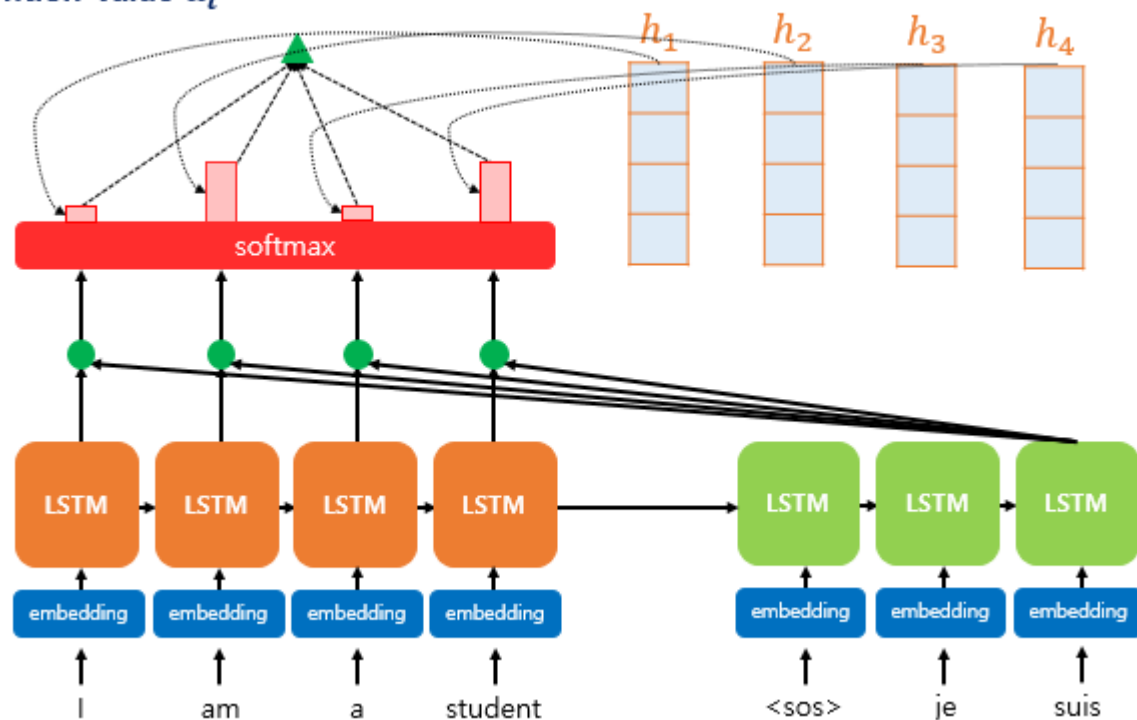 h₁ h₂ h₃ h₄
softmax
LSTM LSTM LSTM LSTM LSTM LSTM LSTM
embedding embedding embedding embedding embedding embedding embedding
I am a student <sos> je suis